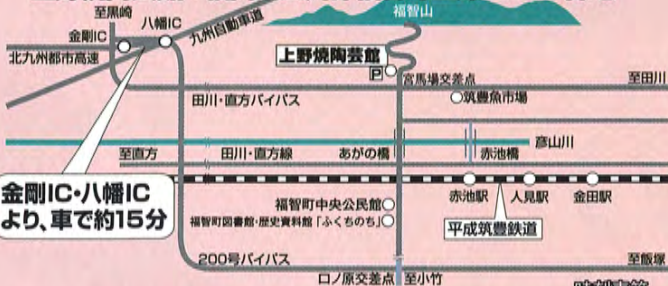 至黒崎
八幡IC
福智山
金剛IC
九州自動車道
北九州都市高速
上野焼陶芸館
P
宮馬場交差点
至田川
田川・直方バイパス
筑豊魚市場
彦山川
至直方
田川・直方線
あがの橋
赤池橋
金剛IC・八幡IC
より、車で約15分
赤池駅
人見駅
金田駅
福智町中央公民館
福智町図書館・歴史資料館「ふくちのち」
平成筑豊鉄道
200号バイパス
至飯塚
口ノ原交差点
至小竹